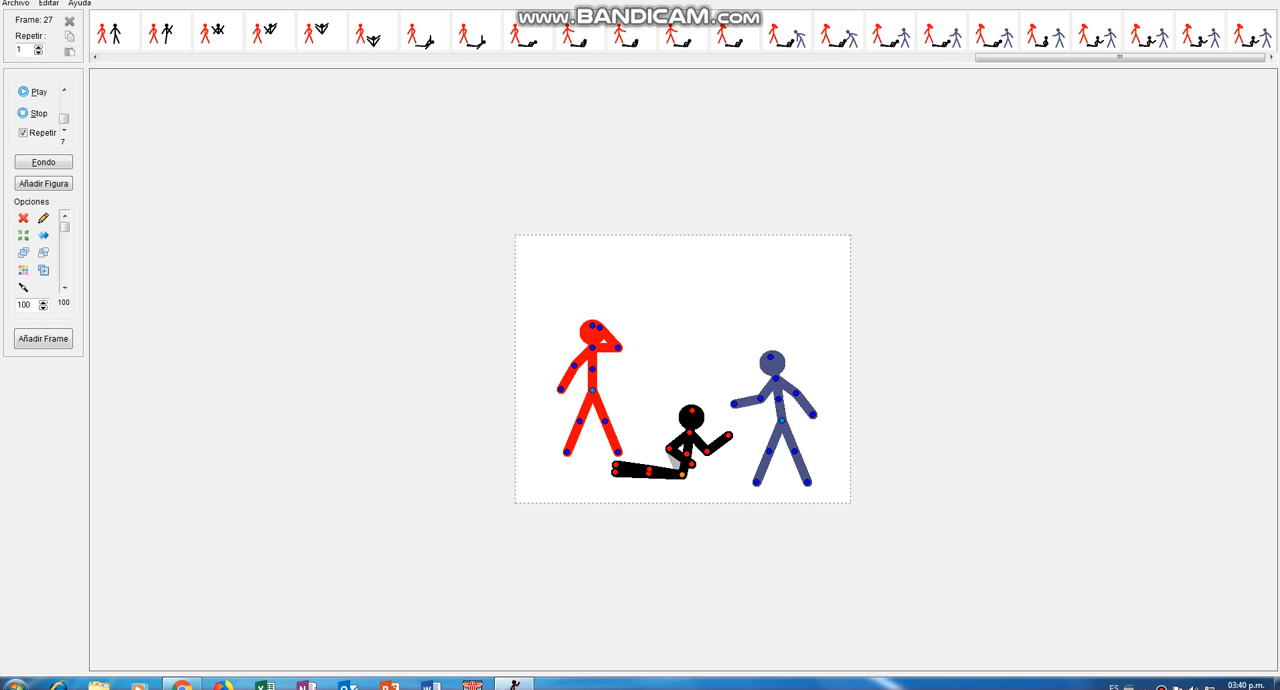 Archivo Editar Ayuda
www.BANDICAM.com
Frame: 27
Repetir :
1
Play
Stop
Repetir
7
Fondo
Añadir Figura
Opciones
100
100
Añadir Frame
ES
03:40 p.m.